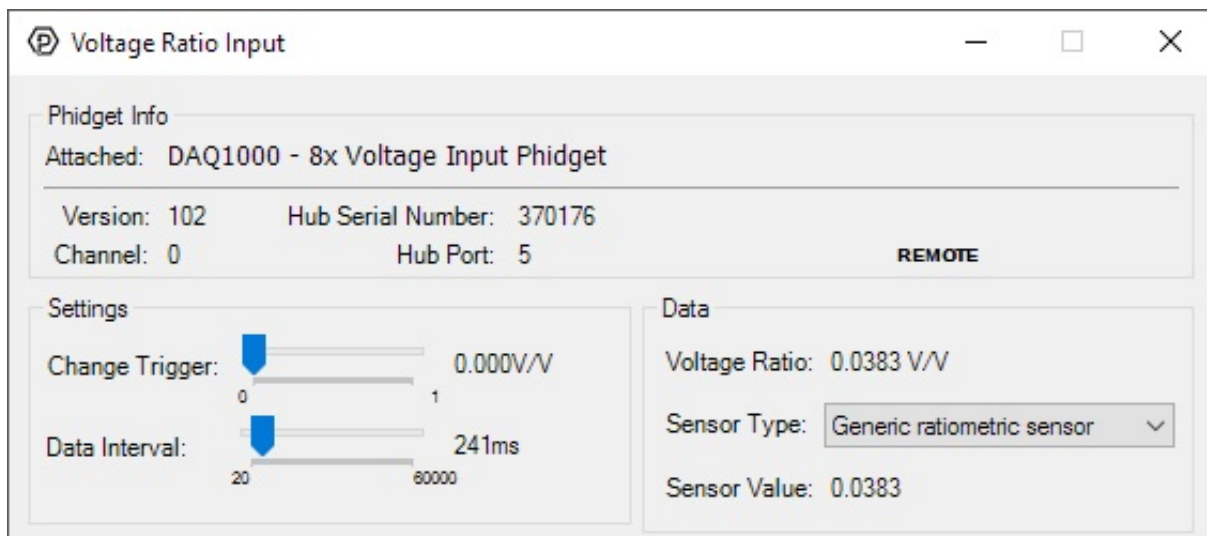 Voltage Ratio Input
Phidget Info
Attached: DAQ1000 - 8x Voltage Input Phidget
Version: 102 Hub Serial Number: 370176
Channel: 0 Hub Port: 5 REMOTE
Settings
Change Trigger: 0.000V/V
0 1
Data Interval: 241ms
20 60000
Data
Voltage Ratio: 0.0383 V/V
Sensor Type: Generic ratiometric sensor
Sensor Value: 0.0383